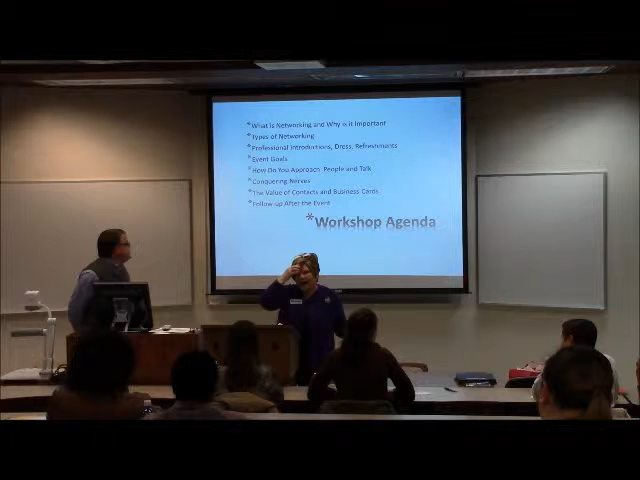 *What is Networking and Why is it Important
*Types of Networking
*Professional Introductions, Dress, Refreshments
*Event Goals
*How Do You Approach People and Talk
*Conquering Nerves
*The Value of Contacts and Business Cards
*Follow up After the Event
*Workshop Agenda